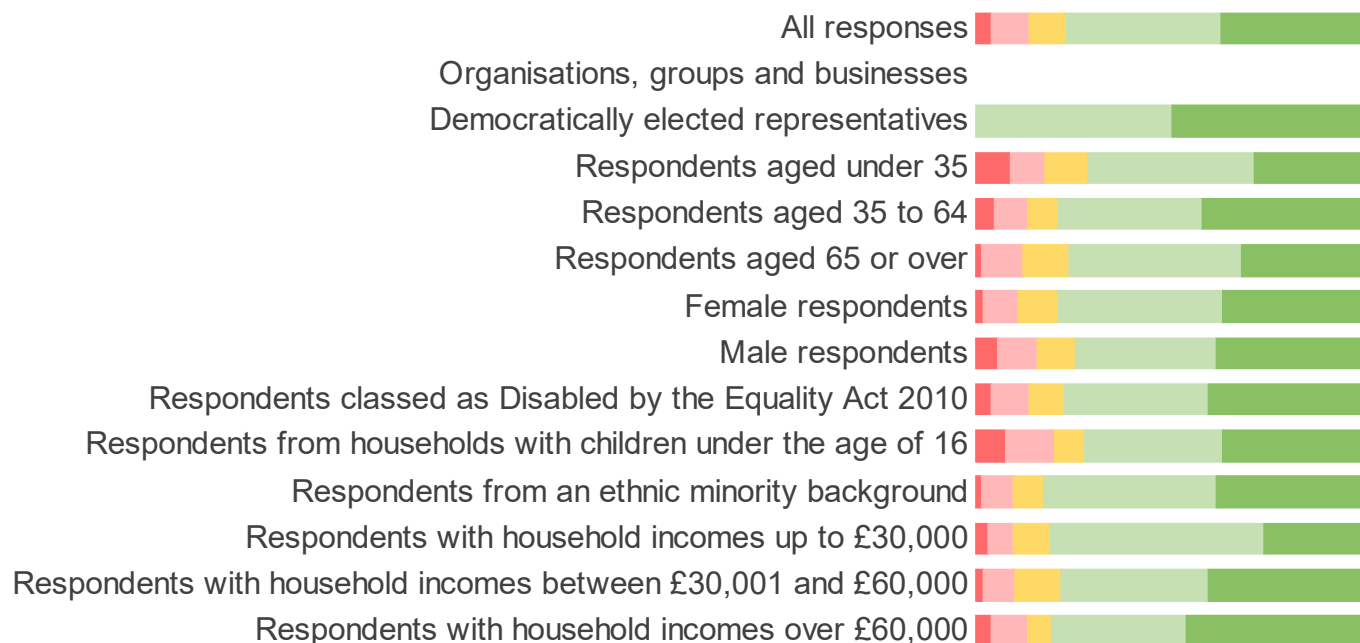 All responses
Organisations, groups and businesses
Democratically elected representatives
Respondents aged under 35
Respondents aged 35 to 64
Respondents aged 65 or over
Female respondents
Male respondents
Respondents classed as Disabled by the Equality Act 2010
Respondents from households with children under the age of 16
Respondents from an ethnic minority background
Respondents with household incomes up to £30,000
Respondents with household incomes between £30,001 and £60,000
Respondents with household incomes over £60,000